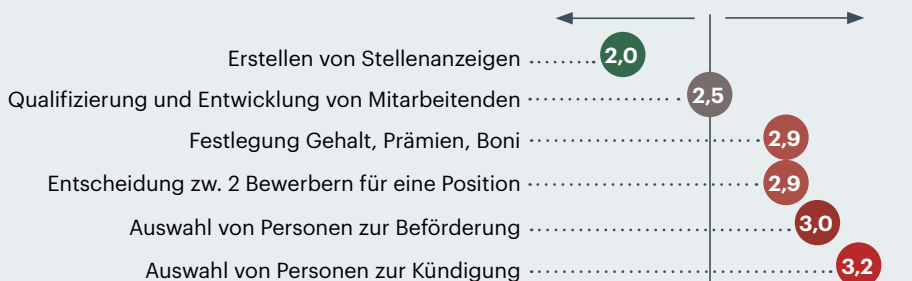 Erstellen von Stellenanzeigen 2,0
Qualifizierung und Entwicklung von Mitarbeitenden 2,5
Festlegung Gehalt, Prämien, Boni 2,9
Entscheidung zw. 2 Bewerbern für eine Position 2,9
Auswahl von Personen zur Beförderung 3,0
Auswahl von Personen zur Kündigung 3,2